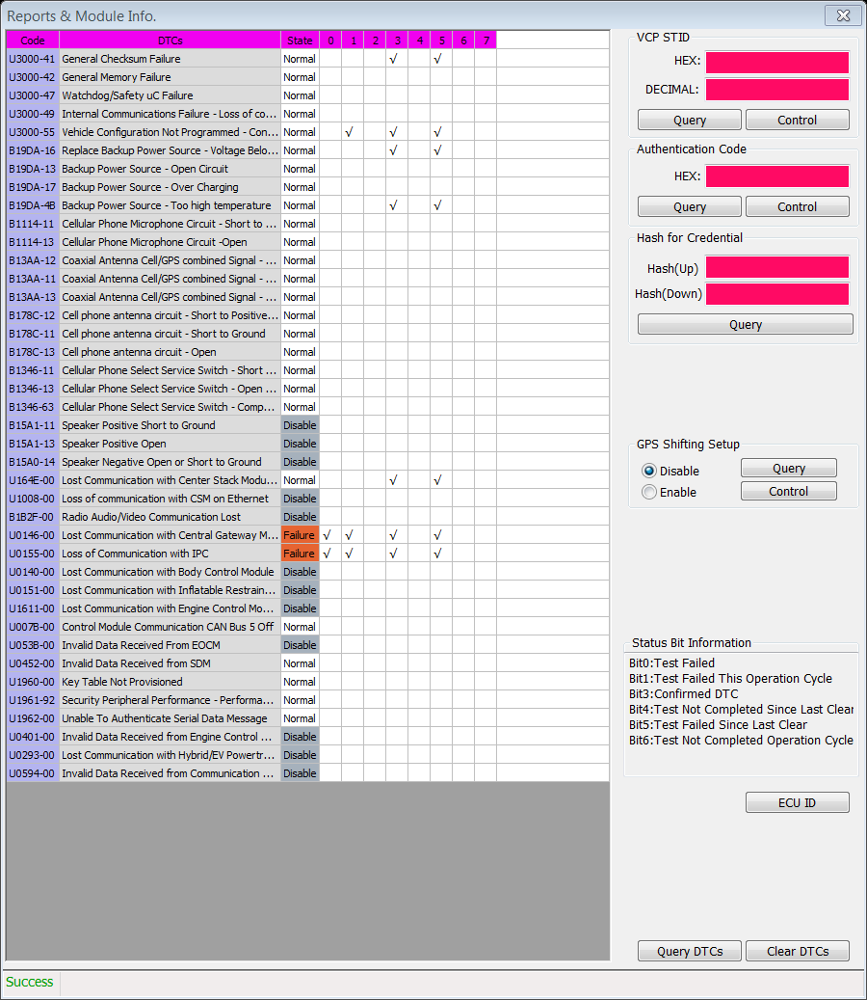 Reports & Module Info.
Code DTCs State 0 1 2 3 4 5 6 7
U3000-41 General Checksum Failure Normal √ √
U3000-42 General Memory Failure Normal
U3000-47 Watchdog/Safety uC Failure Normal
U3000-49 Internal Communications Failure - Loss of co... Normal
U3000-55 Vehicle Configuration Not Programmed - Con... Normal √ √ √
B19DA-16 Replace Backup Power Source - Voltage Belo... Normal √ √
B19DA-13 Backup Power Source - Open Circuit Normal
B19DA-17 Backup Power Source - Over Charging Normal
B19DA-4B Backup Power Source - Too high temperature Normal √ √
B1114-11 Cellular Phone Microphone Circuit - Short to ... Normal
B1114-13 Cellular Phone Microphone Circuit -Open Normal
B13AA-12 Coaxial Antenna Cell/GPS combined Signal - ... Normal
B13AA-11 Coaxial Antenna Cell/GPS combined Signal - ... Normal
B13AA-13 Coaxial Antenna Cell/GPS combined Signal - ... Normal
B178C-12 Cell phone antenna circuit - Short to Positive... Normal
B178C-11 Cell phone antenna circuit - Short to Ground Normal
B178C-13 Cell phone antenna circuit - Open Normal
B1346-11 Cellular Phone Select Service Switch - Short ... Normal
B1346-13 Cellular Phone Select Service Switch - Open ... Normal
B1346-63 Cellular Phone Select Service Switch - Comp... Normal
B15A1-11 Speaker Positive Short to Ground Disable
B15A1-13 Speaker Positive Open Disable
B15A0-14 Speaker Negative Open or Short to Ground Disable
U164E-00 Lost Communication with Center Stack Modu... Normal √ √
U1008-00 Loss of communication with CSM on Ethernet Disable
B1B2F-00 Radio Audio/Video Communication Lost Disable
U0146-00 Lost Communication with Central Gateway M... Failure √ √ √ √
U0155-00 Loss of Communication with IPC Failure √ √ √ √
U0140-00 Lost Communication with Body Control Module Disable
U0151-00 Lost Communication with Inflatable Restrain... Disable
U1611-00 Lost Communication with Engine Control Mo... Disable
U007B-00 Control Module Communication CAN Bus 5 Off Normal
U053B-00 Invalid Data Received From EOCM Disable
U0452-00 Invalid Data Received from SDM Normal
U1960-00 Key Table Not Provisioned Normal
U1961-92 Security Peripheral Performance - Performa... Normal
U1962-00 Unable To Authenticate Serial Data Message Normal
U0401-00 Invalid Data Received from Engine Control ... Disable
U0293-00 Lost Communication with Hybrid/EV Powertr... Disable
U0594-00 Invalid Data Received from Communication ... Disable
VCP STID
HEX:
DECIMAL:
Query Control
Authentication Code
HEX:
Query Control
Hash for Credential
Hash(Up)
Hash(Down)
Query
GPS Shifting Setup
Disable Query
Enable Control
Status Bit Information
Bit0:Test Failed
Bit1:Test Failed This Operation Cycle
Bit3:Confirmed DTC
Bit4:Test Not Completed Since Last Clear
Bit5:Test Failed Since Last Clear
Bit6:Test Not Completed Operation Cycle
ECU ID
Query DTCs Clear DTCs
Success